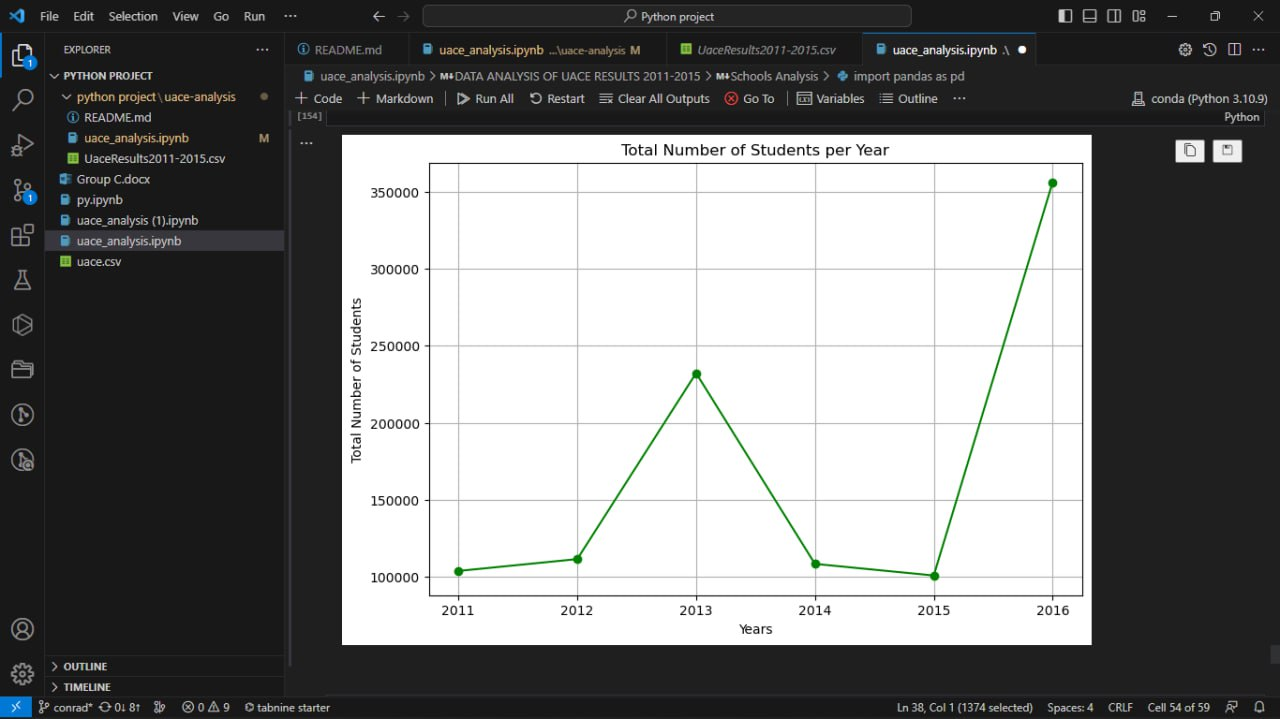 File Edit Selection View Go Run ··· Python project
EXPLORER ···
PYTHON PROJECT
python project\uace-analysis
README.md
uace_analysis.ipynb M
UaceResults2011-2015.csv
Group C.docx
py.ipynb
uace_analysis (1).ipynb
uace_analysis.ipynb
uace.csv
OUTLINE
TIMELINE
README.md uace_analysis.ipynb ...\uace-analysis M UaceResults2011-2015.csv uace_analysis.ipynb .\
uace_analysis.ipynb > M↓DATA ANALYSIS OF UACE RESULTS 2011-2015 > M↓Schools Analysis > import pandas as pd
+ Code + Markdown Run All Restart Clear All Outputs Go To Variables Outline ··· conda (Python 3.10.9)
[154] Python
···
Total Number of Students per Year
350000
300000
250000
200000
150000
100000
Total Number of Students
2011 2012 2013 2014 2015 2016
Years
1
1
conrad* 0↓ 8↑ 0 9 tabnine starter Ln 38, Col 1 (1374 selected) Spaces: 4 CRLF Cell 54 of 59